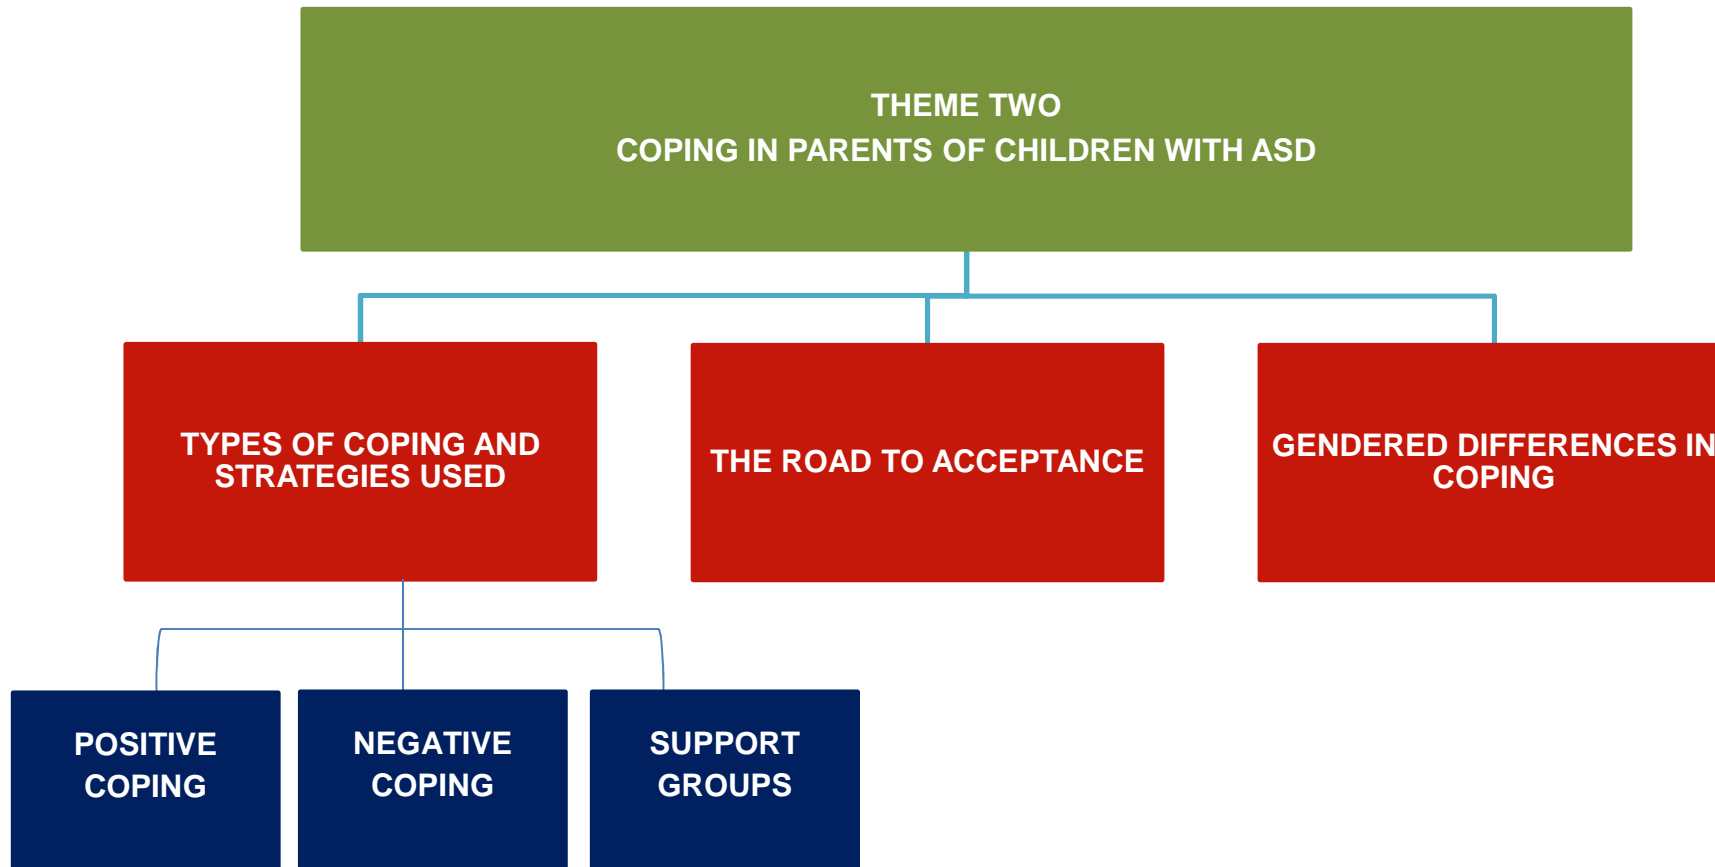 THEME TWO
COPING IN PARENTS OF CHILDREN WITH ASD
TYPES OF COPING AND
STRATEGIES USED
THE ROAD TO ACCEPTANCE
GENDERED DIFFERENCES IN
COPING
POSITIVE
COPING
NEGATIVE
COPING
SUPPORT
GROUPS